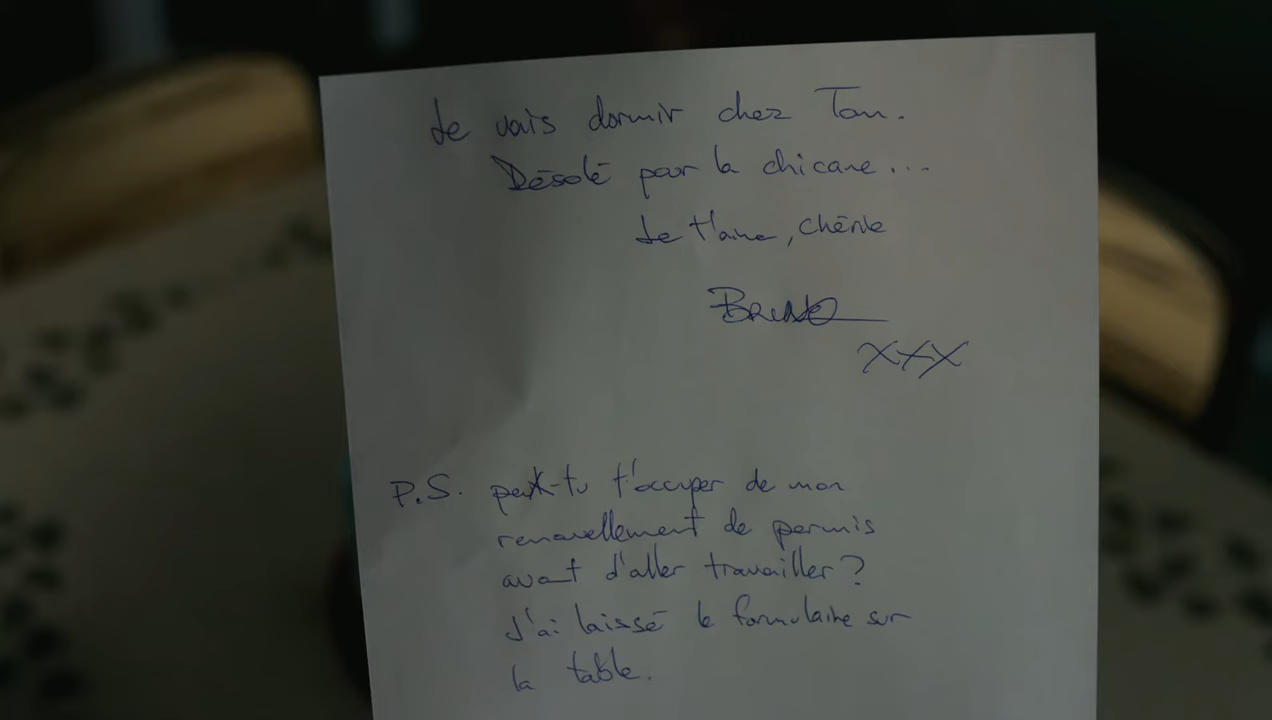 Je vais dormir chez Tom.
Désolé pour la chicane...
Je t'aime, chérie
Bruno
XXX
P.S. peux-tu t'occuper de mon
renouvellement de permis
avant d'aller travailler?
J'ai laissé le formulaire sur
la table.